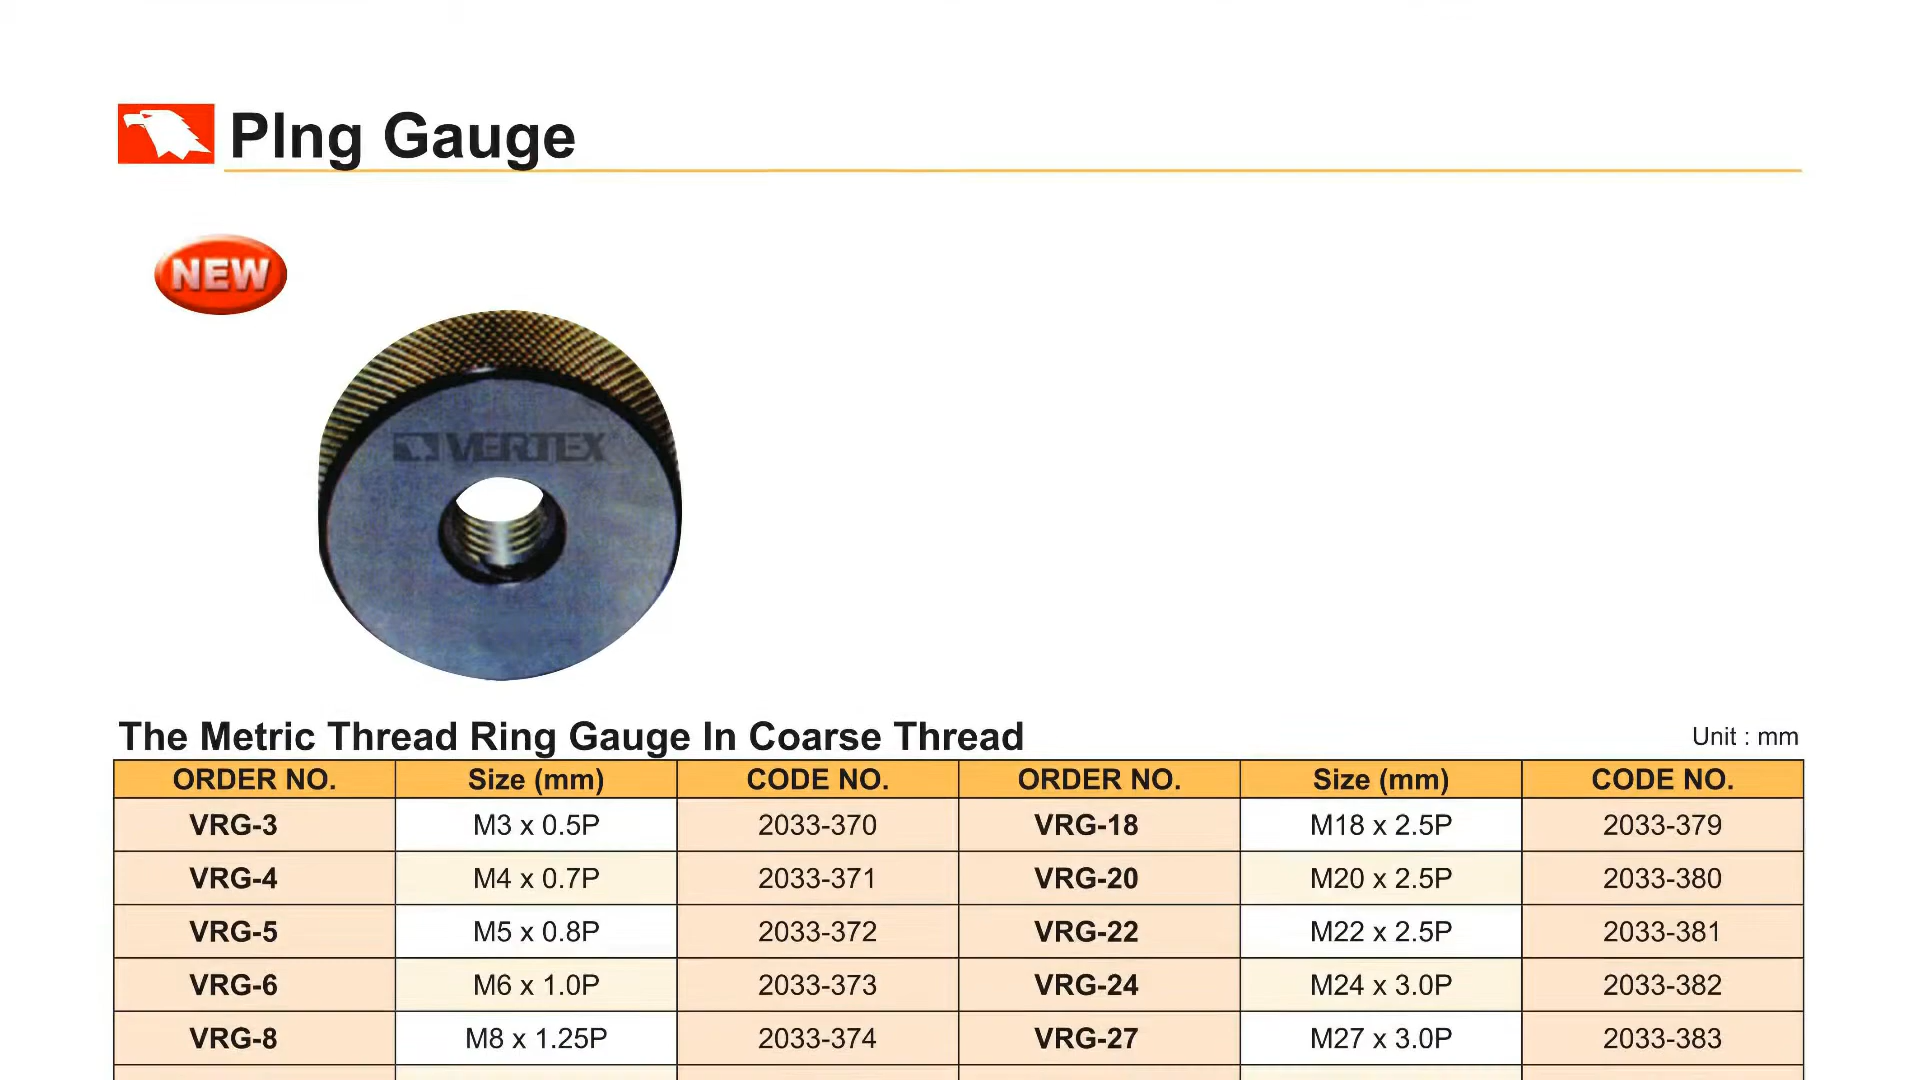 Plng Gauge
NEW
VERTEX
The Metric Thread Ring Gauge In Coarse Thread
Unit : mm
ORDER NO. Size (mm) CODE NO. ORDER NO. Size (mm) CODE NO.
VRG-3 M3 x 0.5P 2033-370 VRG-18 M18 x 2.5P 2033-379
VRG-4 M4 x 0.7P 2033-371 VRG-20 M20 x 2.5P 2033-380
VRG-5 M5 x 0.8P 2033-372 VRG-22 M22 x 2.5P 2033-381
VRG-6 M6 x 1.0P 2033-373 VRG-24 M24 x 3.0P 2033-382
VRG-8 M8 x 1.25P 2033-374 VRG-27 M27 x 3.0P 2033-383